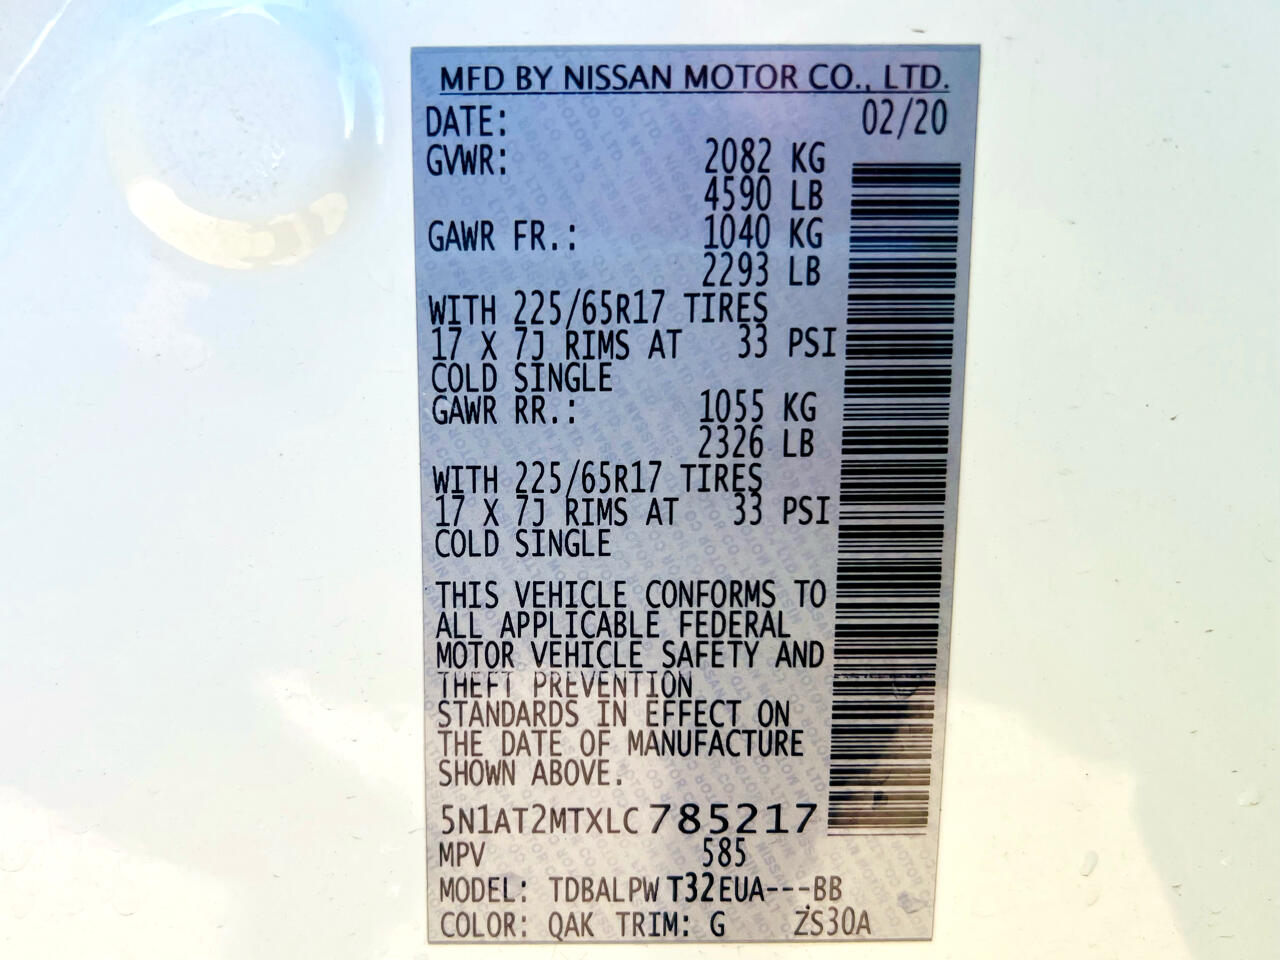 MFD BY NISSAN MOTOR CO., LTD.
DATE: 02/20
GVWR: 2082 KG
4590 LB
GAWR FR.: 1040 KG
2293 LB
WITH 225/65R17 TIRES
17 X 7J RIMS AT 33 PSI
COLD SINGLE
GAWR RR.: 1055 KG
2326 LB
WITH 225/65R17 TIRES
17 X 7J RIMS AT 33 PSI
COLD SINGLE
THIS VEHICLE CONFORMS TO
ALL APPLICABLE FEDERAL
MOTOR VEHICLE SAFETY AND
THEFT PREVENTION
STANDARDS IN EFFECT ON
THE DATE OF MANUFACTURE
SHOWN ABOVE.
5N1AT2MTXLC785217
MPV 585
MODEL: TDBALPW T32EUA---BB
COLOR: QAK TRIM: G ZS30A